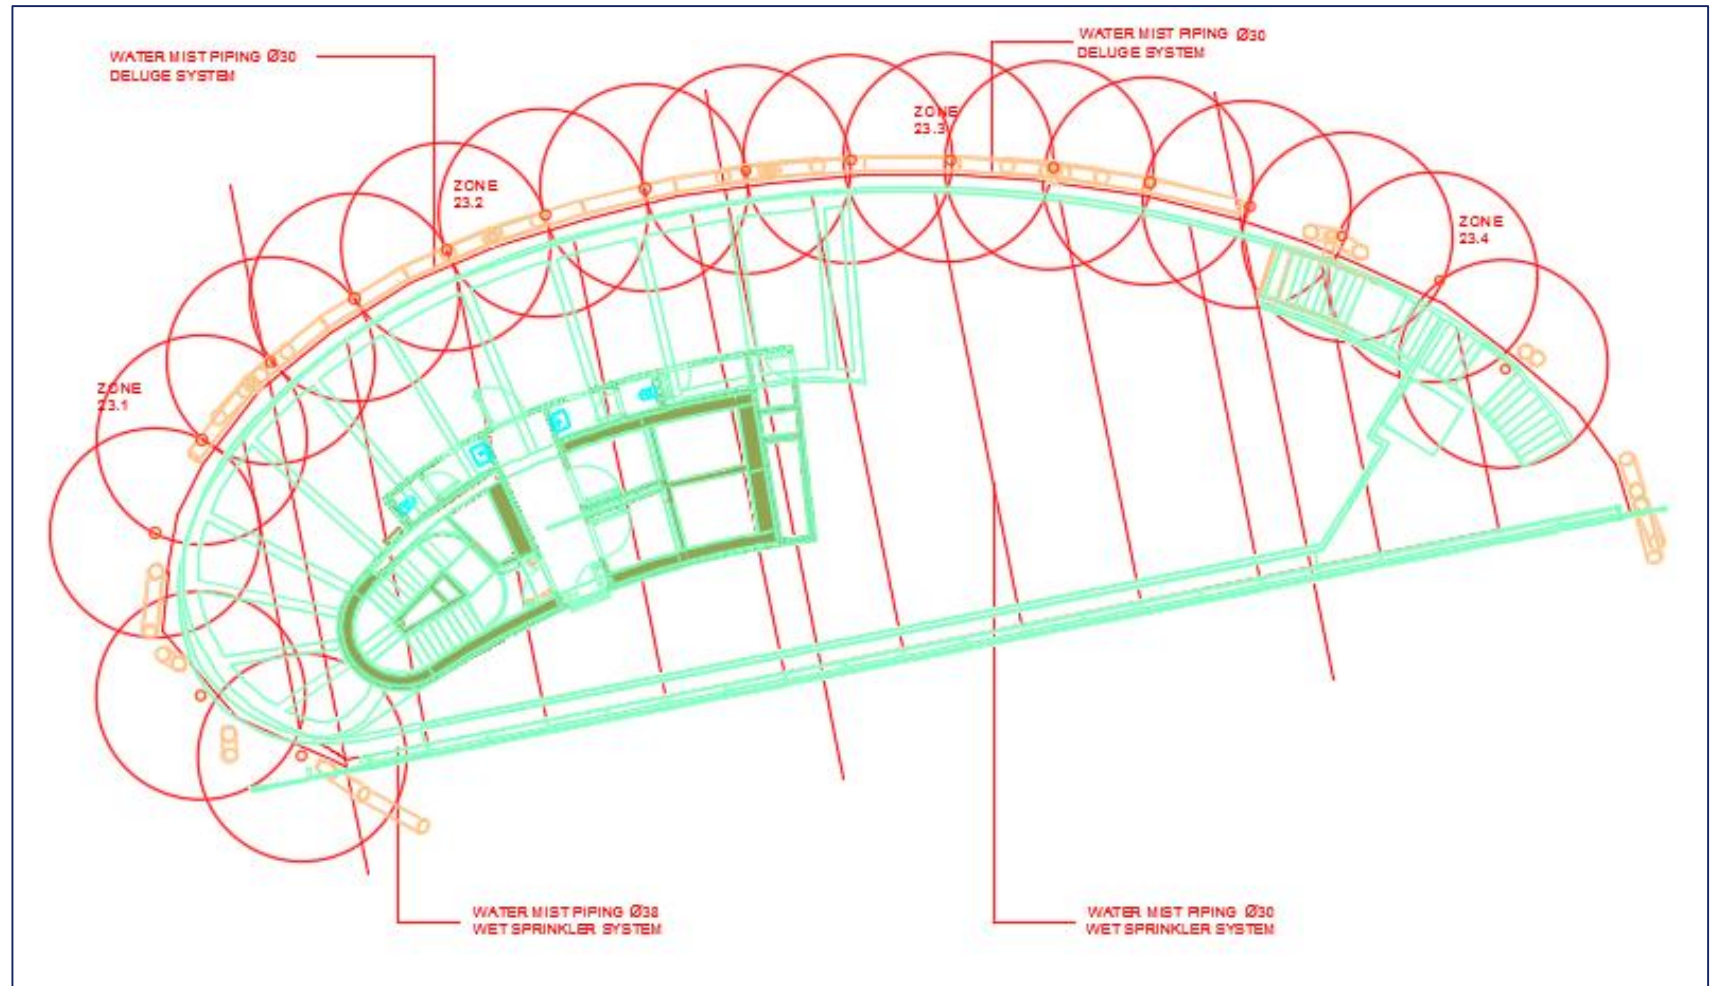 WATER MIST PIPING Ø30
DELUGE SYSTEM
WATER MIST PIPING Ø30
DELUGE SYSTEM
ZONE
23.3
ZONE
23.2
ZONE
23.4
ZONE
23.1
WATER MIST PIPING Ø38
WET SPRINKLER SYSTEM
WATER MIST PIPING Ø30
WET SPRINKLER SYSTEM